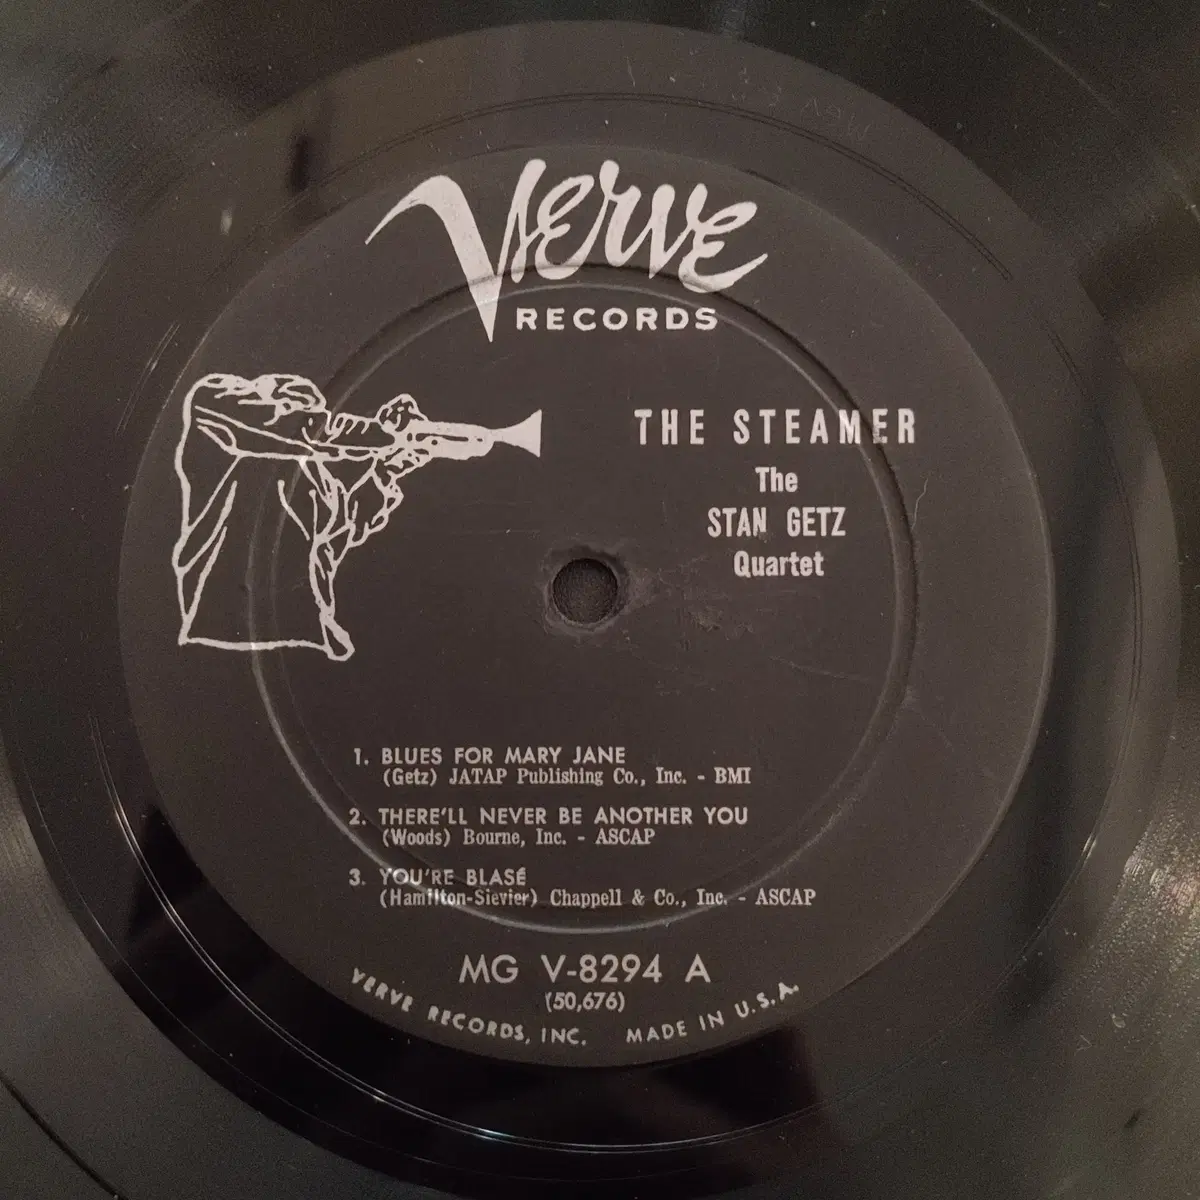 Verve
RECORDS
THE STEAMER
The
STAN GETZ
Quartet
1. BLUES FOR MARY JANE
(Getz) JATAP Publishing Co., Inc. - BMI
2. THERE'LL NEVER BE ANOTHER YOU
(Woods) Bourne, Inc. - ASCAP
3. YOU'RE BLASÉ
(Hamilton-Sievier) Chappell & Co., Inc. - ASCAP
MG V-8294 A
(50,676)
VERVE RECORDS, INC. MADE IN U.S.A.